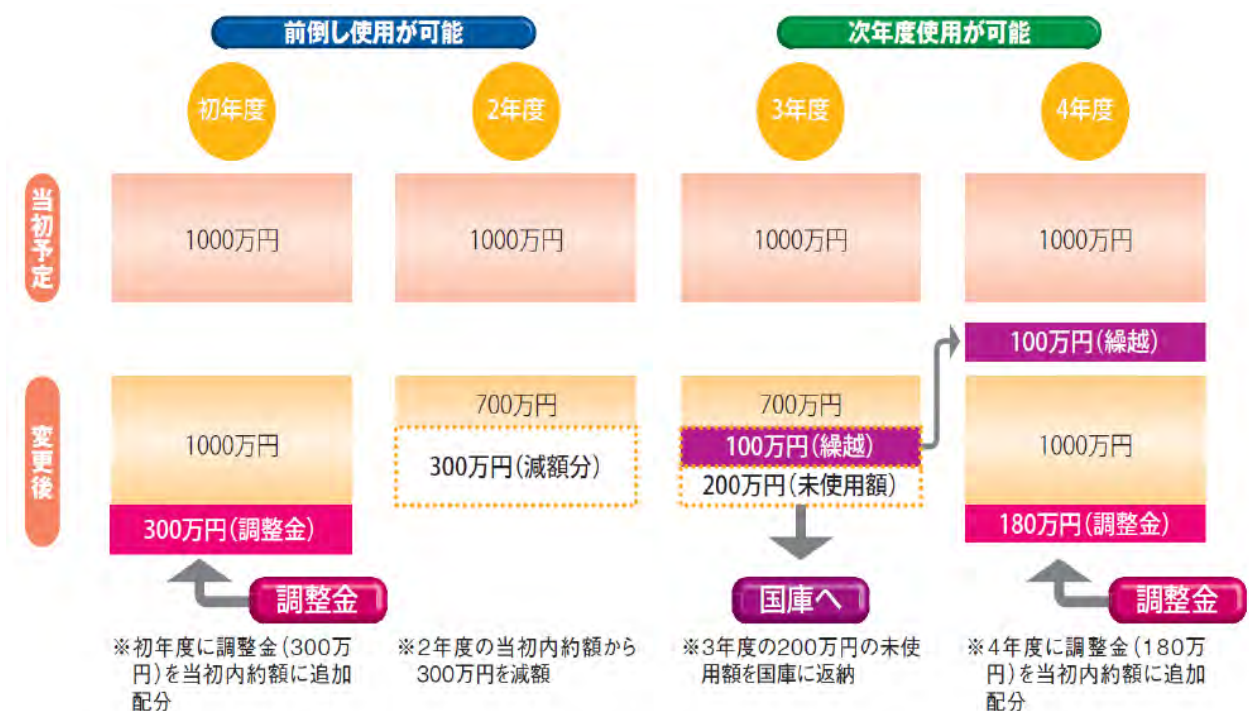 前倒し使用が可能
次年度使用が可能
初年度
2年度
3年度
4年度
当初予定
1000万円
1000万円
1000万円
1000万円
100万円(繰越)
変更後
1000万円
300万円(調整金)
700万円
300万円(減額分)
700万円
100万円(繰越)
200万円(未使用額)
1000万円
180万円(調整金)
調整金
国庫へ
調整金
※初年度に調整金(300万
円)を当初内約額に追加
配分
※2年度の当初内約額から
300万円を減額
※3年度の200万円の未使
用額を国庫に返納
※4年度に調整金(180万
円)を当初内約額に追加
配分